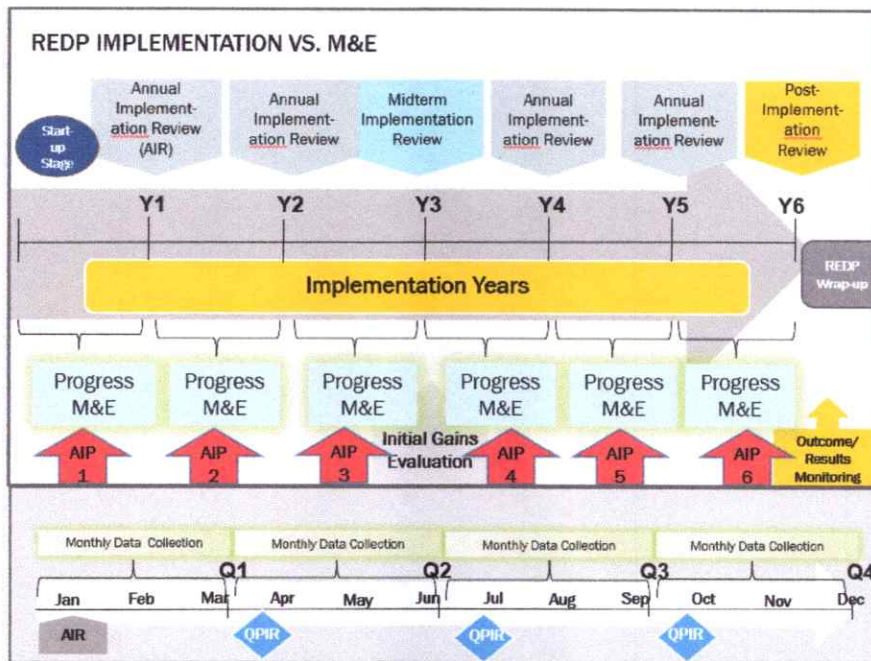 REDP IMPLEMENTATION VS. M&E
Start-
up
Stage
Annual
Implement-
ation Review
(AIR)
Annual
Implement-
ation Review
Midterm
Implementation
Review
Annual
Implement-
ation Review
Annual
Implement-
ation Review
Post-
Implement-
ation
Review
Y1
Y2
Y3
Y4
Y5
Y6
REDP
Wrap-up
Implementation Years
Progress
M&E
Progress
M&E
Progress
M&E
Progress
M&E
Progress
M&E
Progress
M&E
AIP
1
AIP
2
AIP
3
Initial Gains
Evaluation
AIP
4
AIP
5
AIP
6
Outcome/
Results
Monitoring
Monthly Data Collection
Monthly Data Collection
Monthly Data Collection
Monthly Data Collection
Q1
Q2
Q3
Q4
Jan
Feb
Mar
Apr
May
Jun
Jul
Aug
Sep
Oct
Nov
Dec
AIR
QPIR
QPIR
QPIR